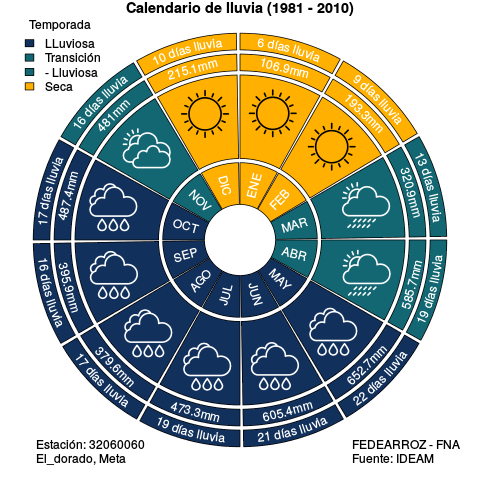 Calendario de lluvia (1981 - 2010)
Temporada
LLuviosa
Transición
- Lluviosa
Seca
6 días lluvia
106.9mm
ENE
9 días lluvia
193.3mm
FEB
13 días lluvia
320.9mm
MAR
19 días lluvia
585.7mm
ABR
22 días lluvia
652.7mm
MAY
21 días lluvia
605.4mm
JUN
19 días lluvia
473.3mm
JUL
17 días lluvia
379.6mm
AGO
16 días lluvia
395.9mm
SEP
17 días lluvia
487.4mm
OCT
16 días lluvia
481mm
NOV
10 días lluvia
215.1mm
DIC
Estación: 32060060
El_dorado, Meta
FEDEARROZ - FNA
Fuente: IDEAM